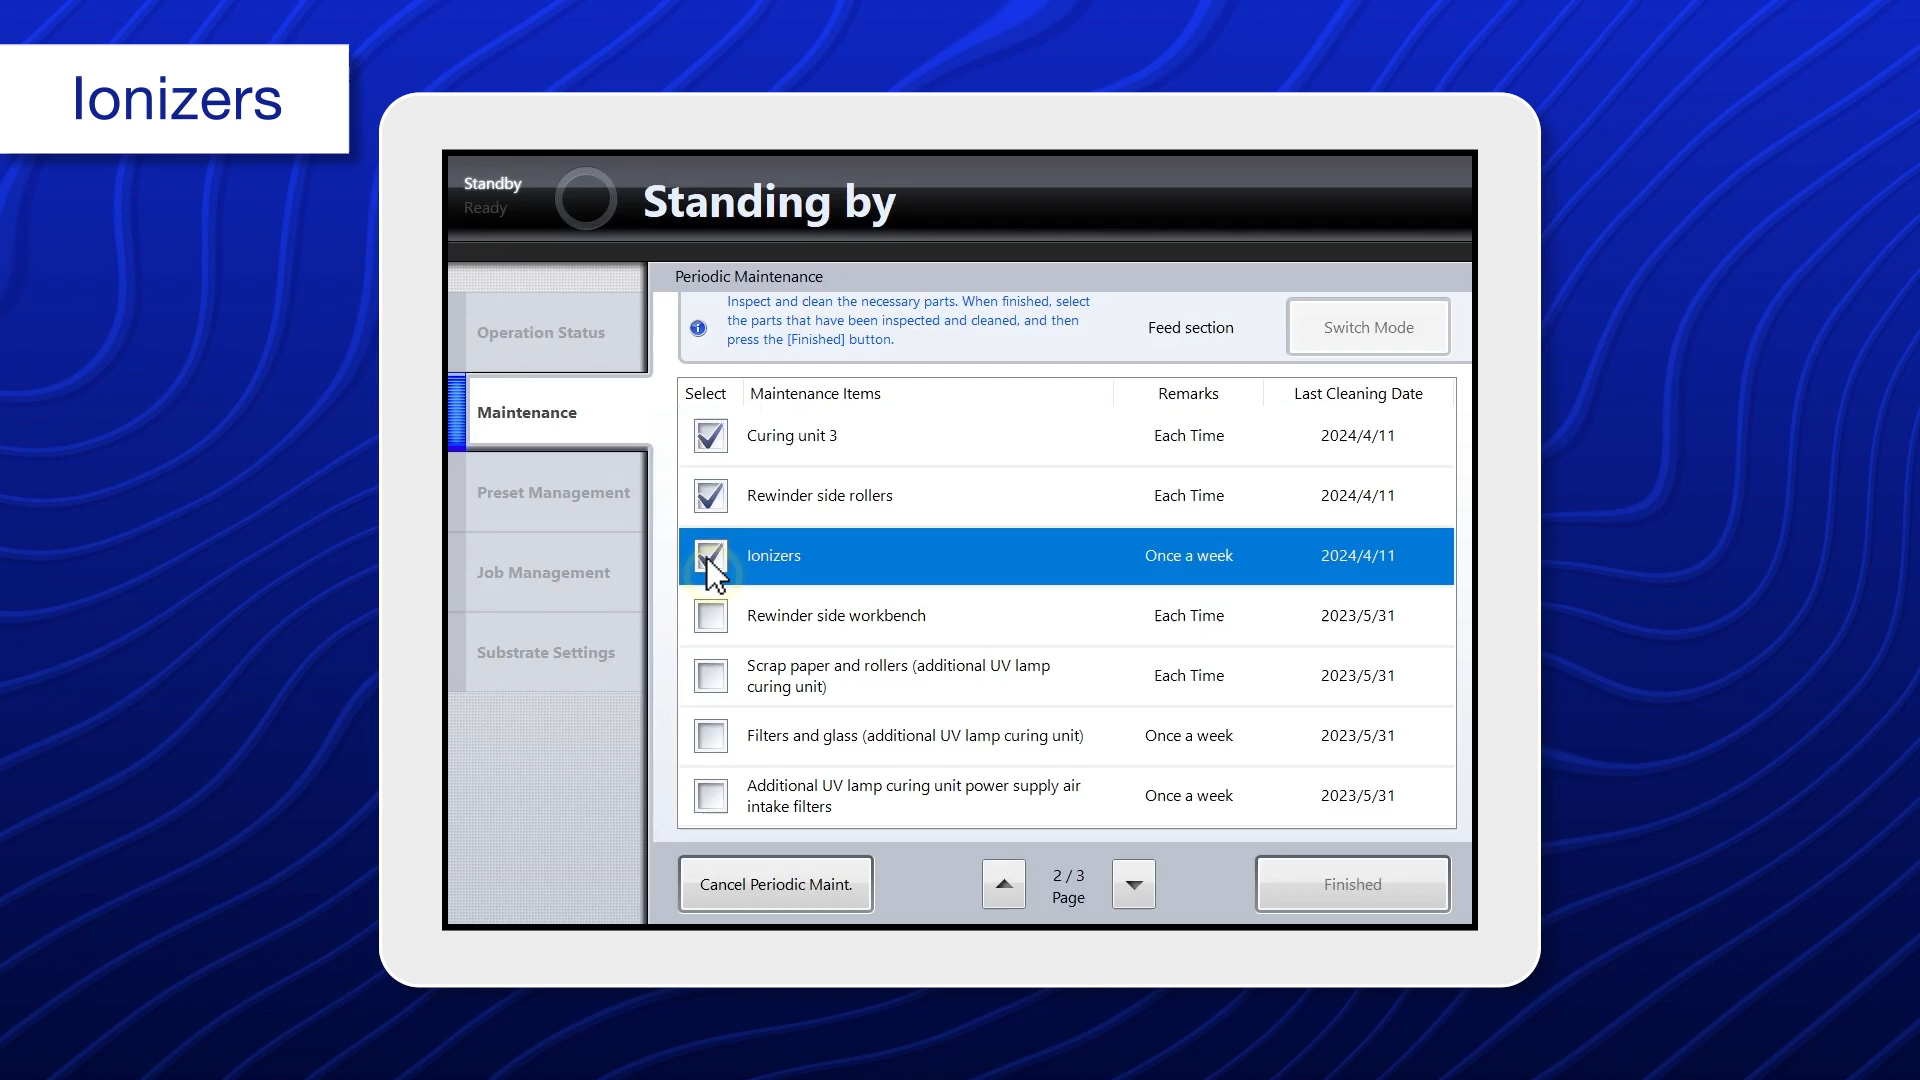 Ionizers
Standby
Ready
Standing by
Operation Status
Maintenance
Preset Management
Job Management
Substrate Settings
Periodic Maintenance
Inspect and clean the necessary parts. When finished, select
the parts that have been inspected and cleaned, and then
press the [Finished] button.
Feed section
Switch Mode
Select Maintenance Items Remarks Last Cleaning Date
Curing unit 3 Each Time 2024/4/11
Rewinder side rollers Each Time 2024/4/11
Ionizers Once a week 2024/4/11
Rewinder side workbench Each Time 2023/5/31
Scrap paper and rollers (additional UV lamp
curing unit) Each Time 2023/5/31
Filters and glass (additional UV lamp curing unit) Once a week 2023/5/31
Additional UV lamp curing unit power supply air
intake filters Once a week 2023/5/31
Cancel Periodic Maint.
2 / 3
Page
Finished